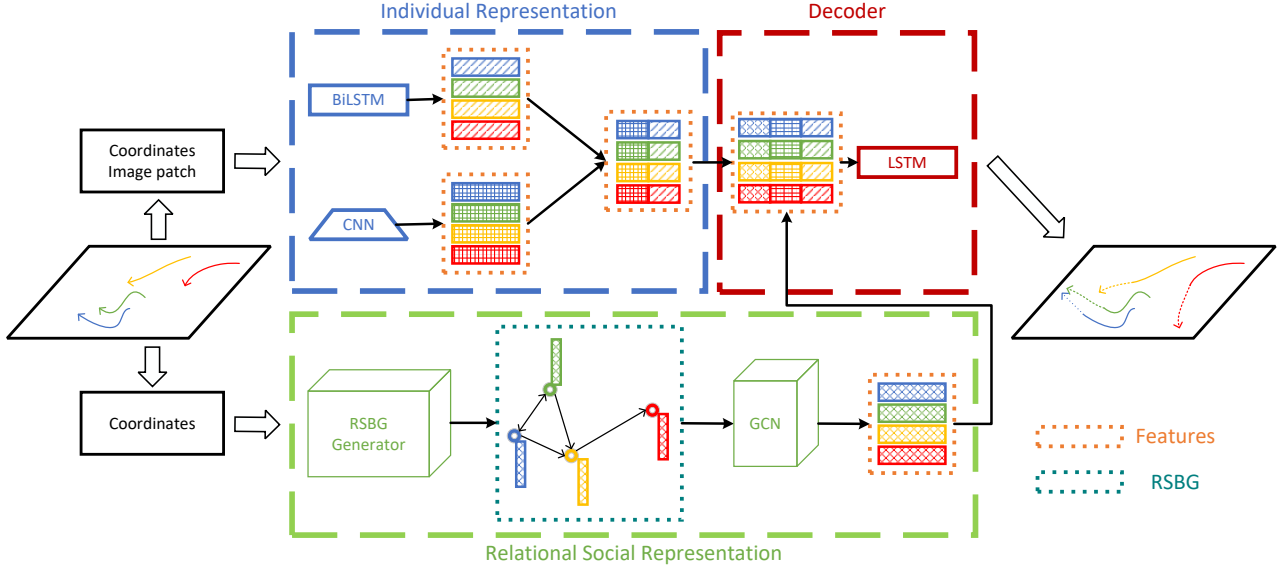 Individual Representation
Decoder
BiLSTM
Coordinates
Image patch
LSTM
CNN
Coordinates
RSBG
Generator
GCN
Features
RSBG
Relational Social Representation